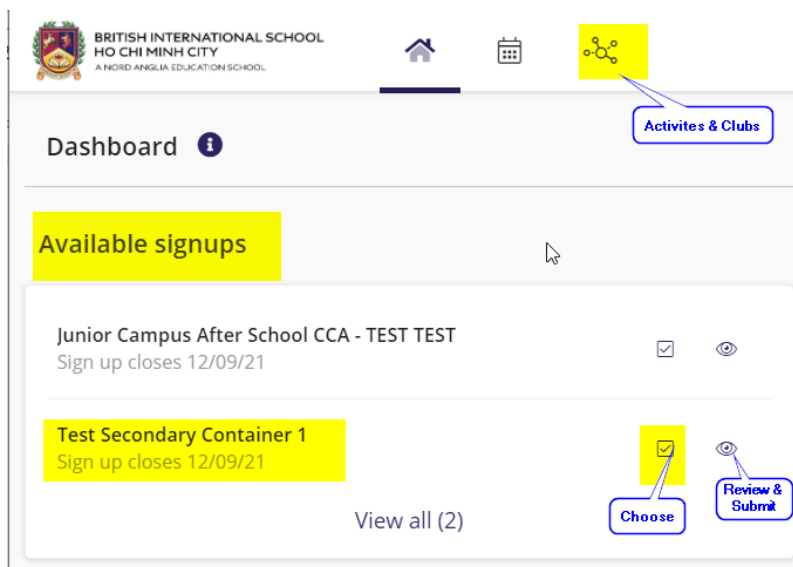 BRITISH INTERNATIONAL SCHOOL
HO CHI MINH CITY
A NORD ANGLIA EDUCATION SCHOOL
Activites & Clubs
Dashboard
Available signups
Junior Campus After School CCA - TEST TEST
Sign up closes 12/09/21
Test Secondary Container 1
Sign up closes 12/09/21
Choose
Review &
Submit
View all (2)